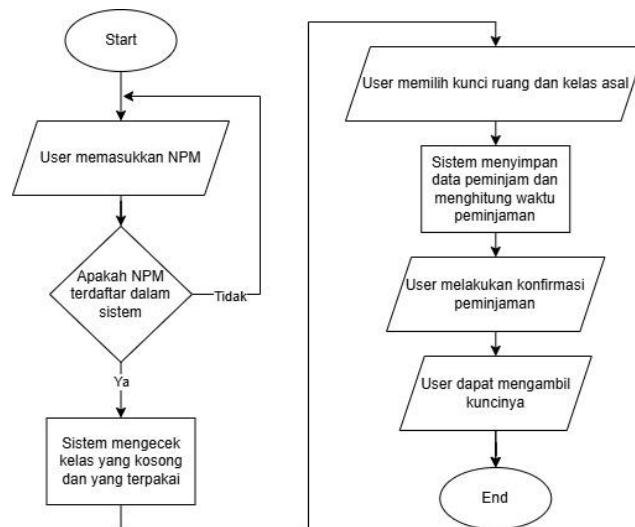 Start
User memasukkan NPM
Apakah NPM
terdaftar dalam
sistem
Tidak
Ya
Sistem mengecek
kelas yang kosong
dan yang terpakai
User memilih kunci ruang dan kelas asal
Sistem menyimpan
data peminjam dan
menghitung waktu
peminjaman
User melakukan konfirmasi
peminjaman
User dapat mengambil
kuncinya
End